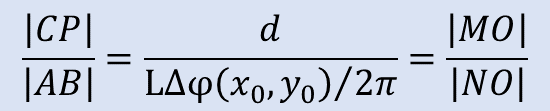 |CP| / |AB| = d / (LΔφ(x₀, y₀)/2π) = |MO| / |NO|